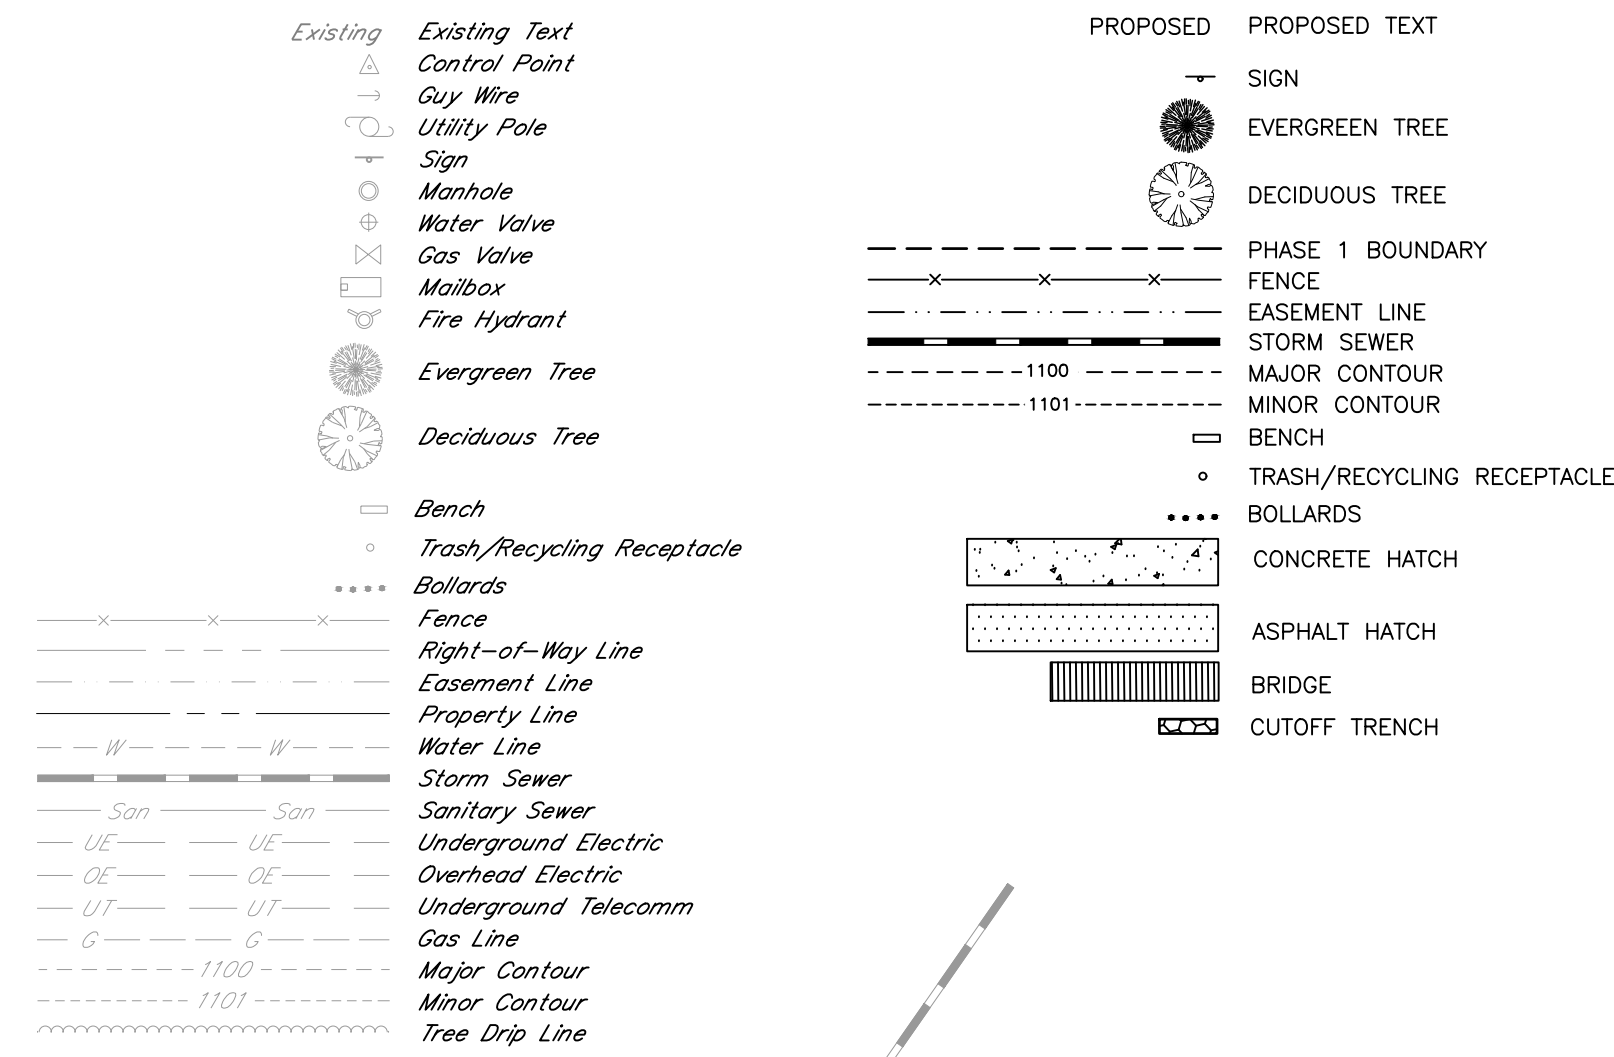 Existing Existing Text
Control Point
Guy Wire
Utility Pole
Sign
Manhole
Water Valve
Gas Valve
Mailbox
Fire Hydrant
Evergreen Tree
Deciduous Tree
Bench
Trash/Recycling Receptacle
Bollards
Fence
Right-of-Way Line
Easement Line
Property Line
W W Water Line
Storm Sewer
San San Sanitary Sewer
UE UE Underground Electric
OE OE Overhead Electric
UT UT Underground Telecomm
G G Gas Line
1100 Major Contour
1101 Minor Contour
Tree Drip Line
PROPOSED PROPOSED TEXT
SIGN
EVERGREEN TREE
DECIDUOUS TREE
PHASE 1 BOUNDARY
FENCE
EASEMENT LINE
STORM SEWER
1100 MAJOR CONTOUR
1101 MINOR CONTOUR
BENCH
TRASH/RECYCLING RECEPTACLE
BOLLARDS
CONCRETE HATCH
ASPHALT HATCH
BRIDGE
CUTOFF TRENCH